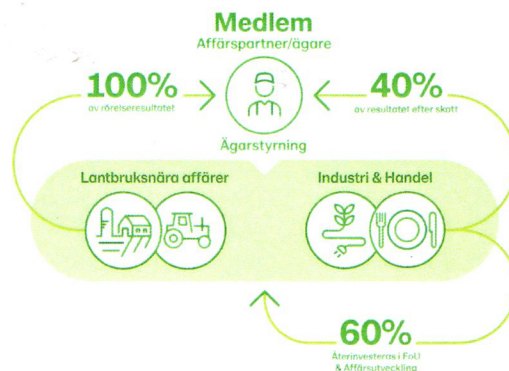 Medlem
Affärspartner/ägare
100%
av rörelseresultatet
40%
av resultatet efter skatt
Ägarstyrning
Lantbruksnära affärer
Industri & Handel
60%
Återinvesteras i FoU
& Affärsutveckling